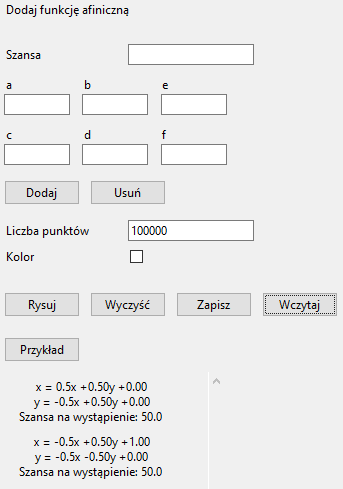 Dodaj funkcję afiniczną
Szansa
a b e
c d f
Dodaj Usuń
Liczba punktów 100000
Kolor
Rysuj Wyczyść Zapisz Wczytaj
Przykład
x = 0.5x +0.50y +0.00
y = -0.5x +0.50y +0.00
Szansa na wystąpienie: 50.0
x = -0.5x +0.50y +1.00
y = -0.5x -0.50y +0.00
Szansa na wystąpienie: 50.0